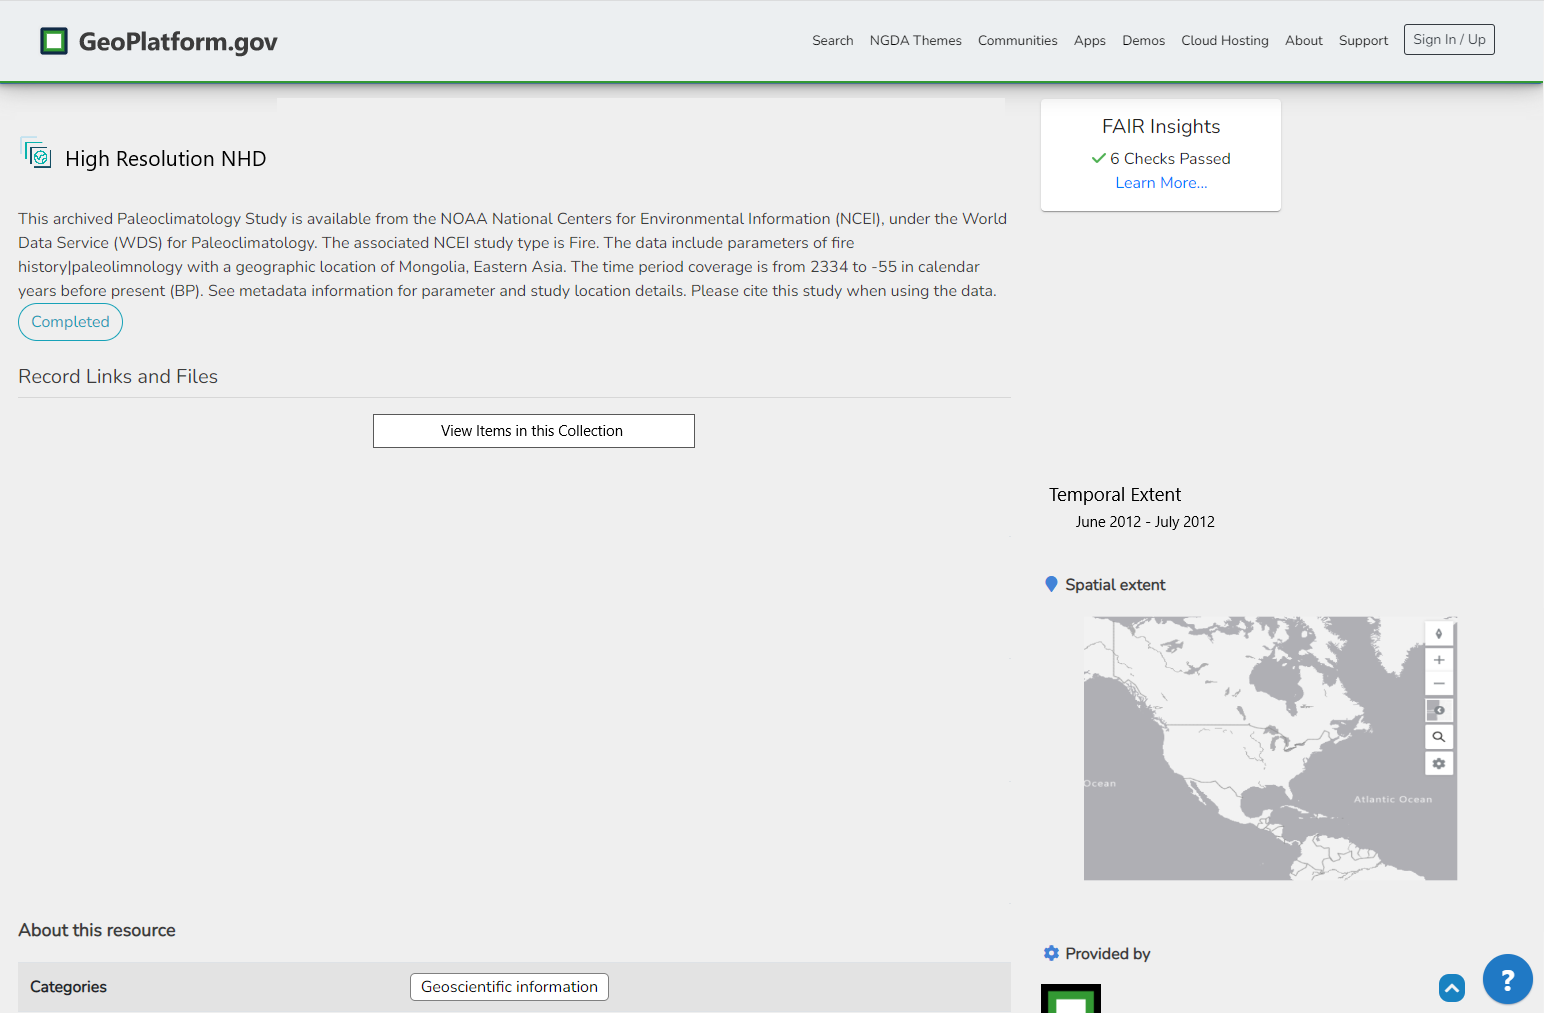 GeoPlatform.gov
Search NGDA Themes Communities Apps Demos Cloud Hosting About Support Sign In / Up
High Resolution NHD
This archived Paleoclimatology Study is available from the NOAA National Centers for Environmental Information (NCEI), under the World
Data Service (WDS) for Paleoclimatology. The associated NCEI study type is Fire. The data include parameters of fire
history|paleolimnology with a geographic location of Mongolia, Eastern Asia. The time period coverage is from 2334 to -55 in calendar
years before present (BP). See metadata information for parameter and study location details. Please cite this study when using the data.
Completed
Record Links and Files
View Items in this Collection
About this resource
Categories
Geoscientific information
FAIR Insights
6 Checks Passed
Learn More...
Temporal Extent
June 2012 - July 2012
Spatial extent
Ocean
Atlantic Ocean
Provided by
?